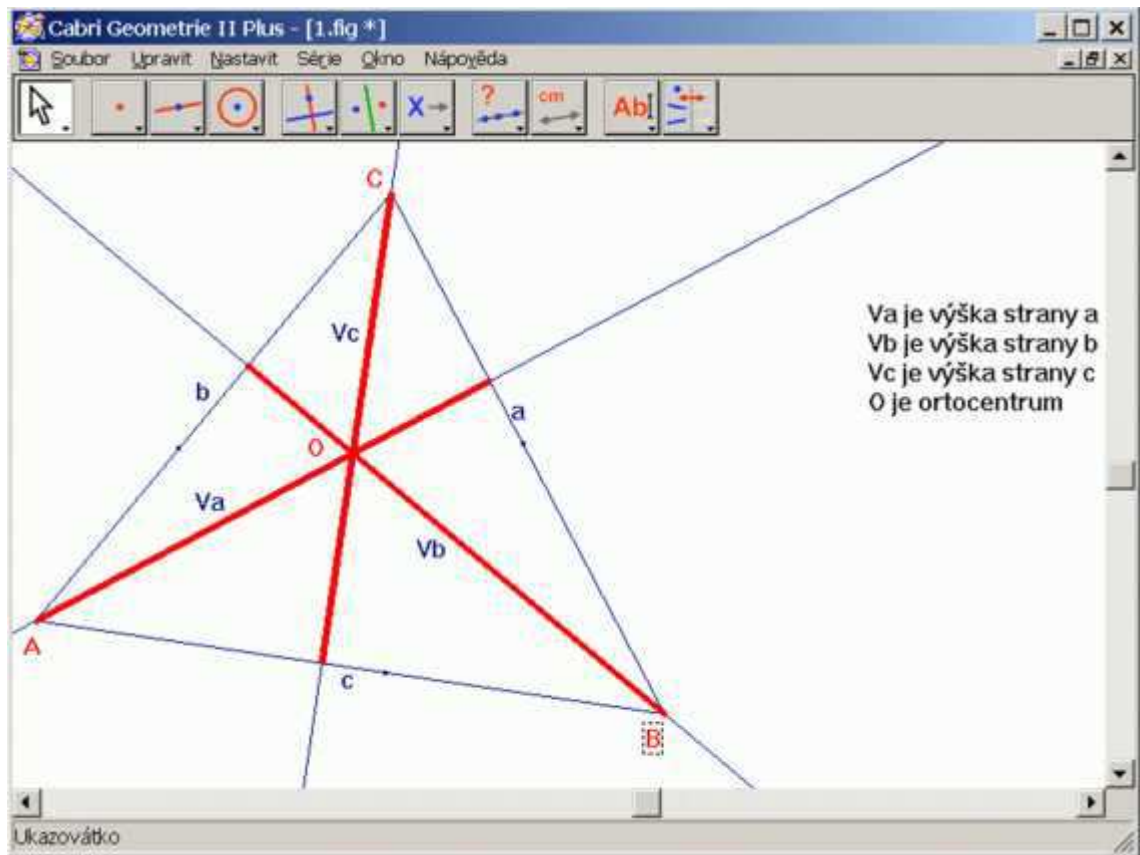 Cabri Geometrie II Plus - [1.fig *]
Soubor Upravit Nastavit Série Okno Nápověda
? cm Ab
C
Va je výška strany a
Vb je výška strany b
Vc je výška strany c
O je ortocentrum
Vc
b
a
O
Va
Vb
A
c
B
Ukazovátko